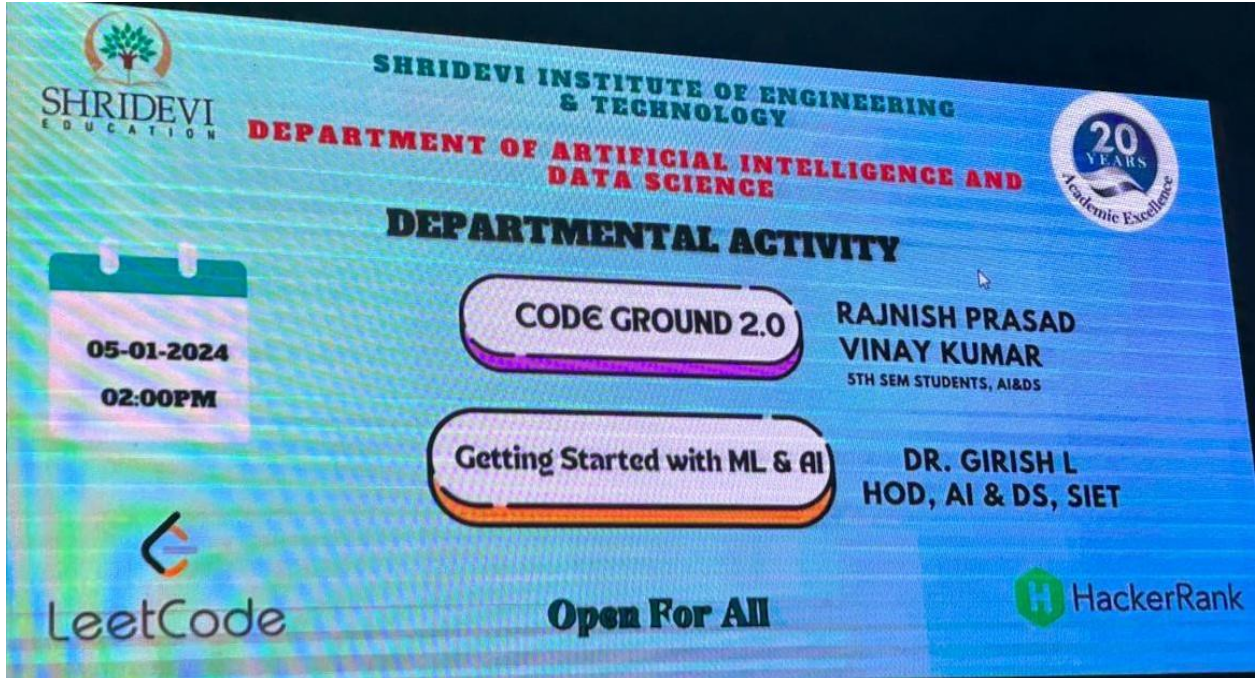 SHRIDEVI
EDUCATION
SHRIDEVI INSTITUTE OF ENGINEERING
& TECHNOLOGY
DEPARTMENT OF ARTIFICIAL INTELLIGENCE AND
DATA SCIENCE
20
YEARS
Academic Excellence
DEPARTMENTAL ACTIVITY
05-01-2024
02:00PM
CODE GROUND 2.0
RAJNISH PRASAD
VINAY KUMAR
5TH SEM STUDENTS, AI&DS
Getting Started with ML & AI
DR. GIRISH L
HOD, AI & DS, SIET
LeetCode
Open For All
H
HackerRank